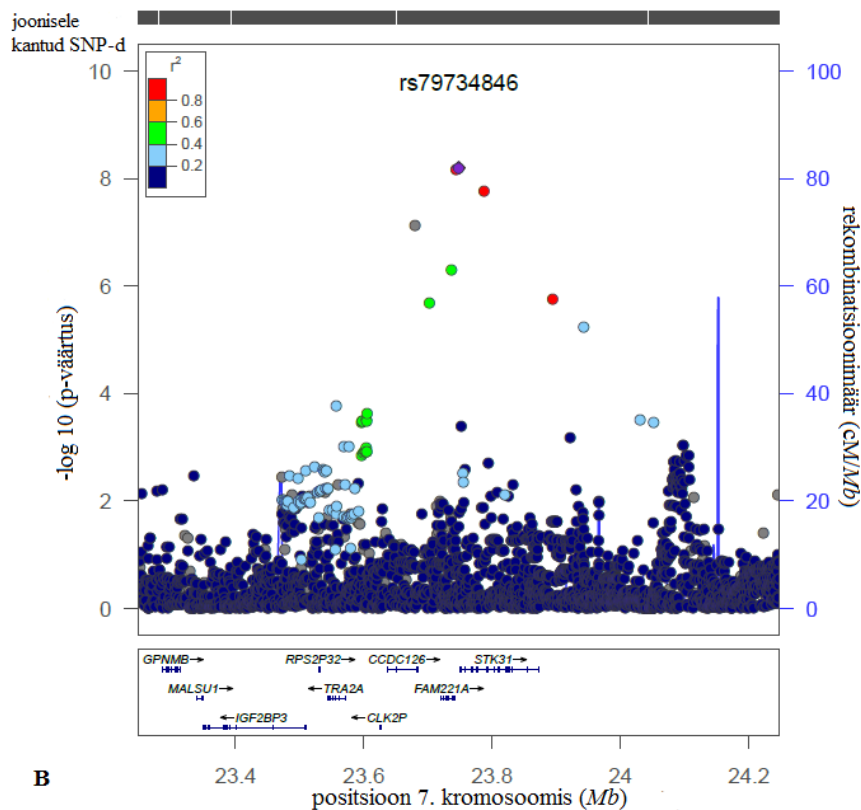 joonisele
kantud SNP-d
r²
0.8
0.6
0.4
0.2
rs79734846
10
8
6
4
2
0
-log 10 (p-väärtus)
100
80
60
40
20
0
rekombinatsioonimäär (cM/Mb)
GPNMB→ RPS2P32→ CCDC126→ STK31→
MALSU1→ ←TRA2A FAM221A→
←IGF2BP3 ←CLK2P
B
23.4 23.6 23.8 24 24.2
positsioon 7. kromosoomis (Mb)